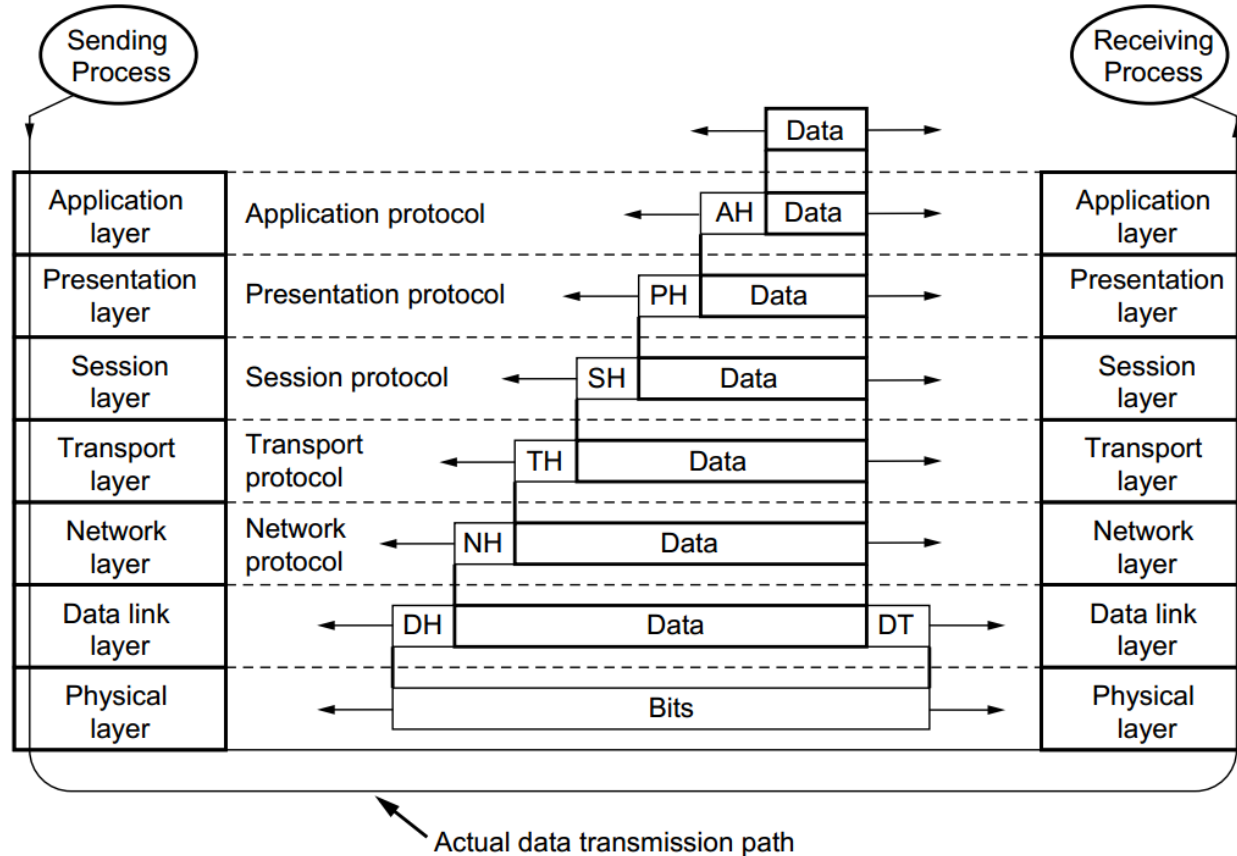 Sending
Process
Receiving
Process
Data
Application
layer
Application protocol
AH
Data
Application
layer
Presentation
layer
Presentation protocol
PH
Data
Presentation
layer
Session
layer
Session protocol
SH
Data
Session
layer
Transport
layer
Transport
protocol
TH
Data
Transport
layer
Network
layer
Network
protocol
NH
Data
Network
layer
Data link
layer
DH
Data
DT
Data link
layer
Physical
layer
Bits
Physical
layer
Actual data transmission path